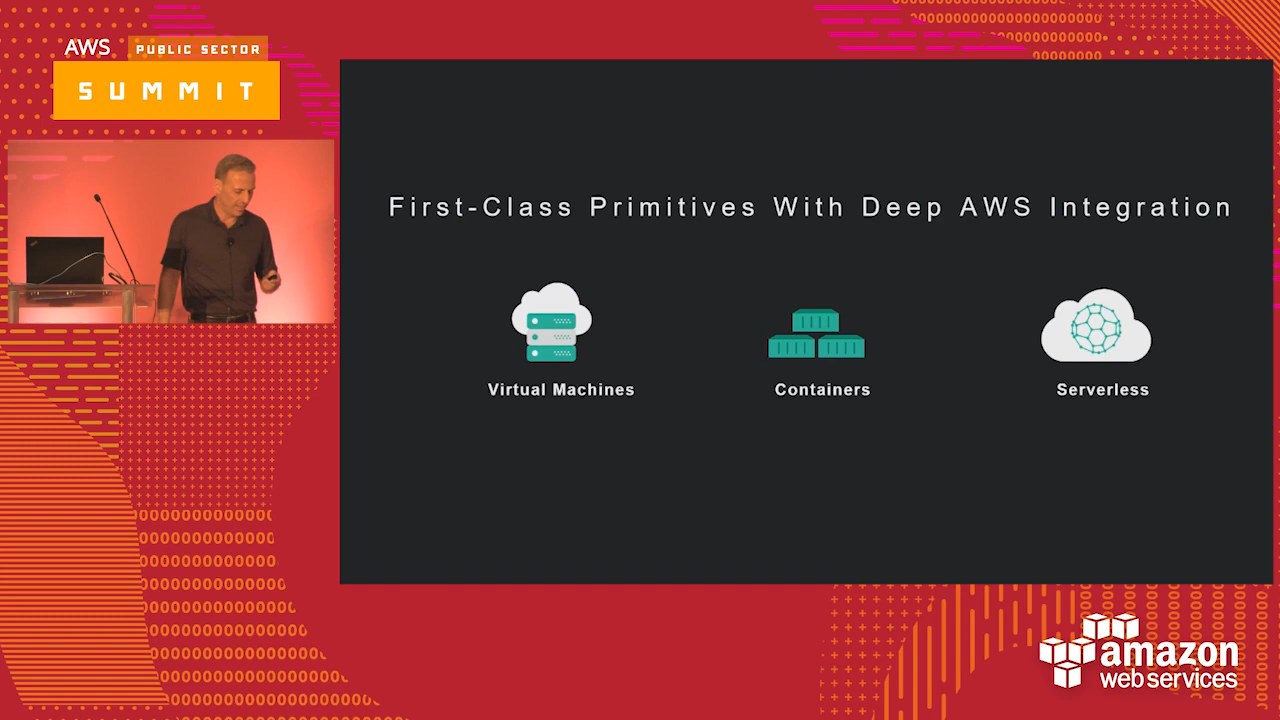 AWS PUBLIC SECTOR
SUMMIT
First-Class Primitives With Deep AWS Integration
Virtual Machines
Containers
Serverless
amazon
web services